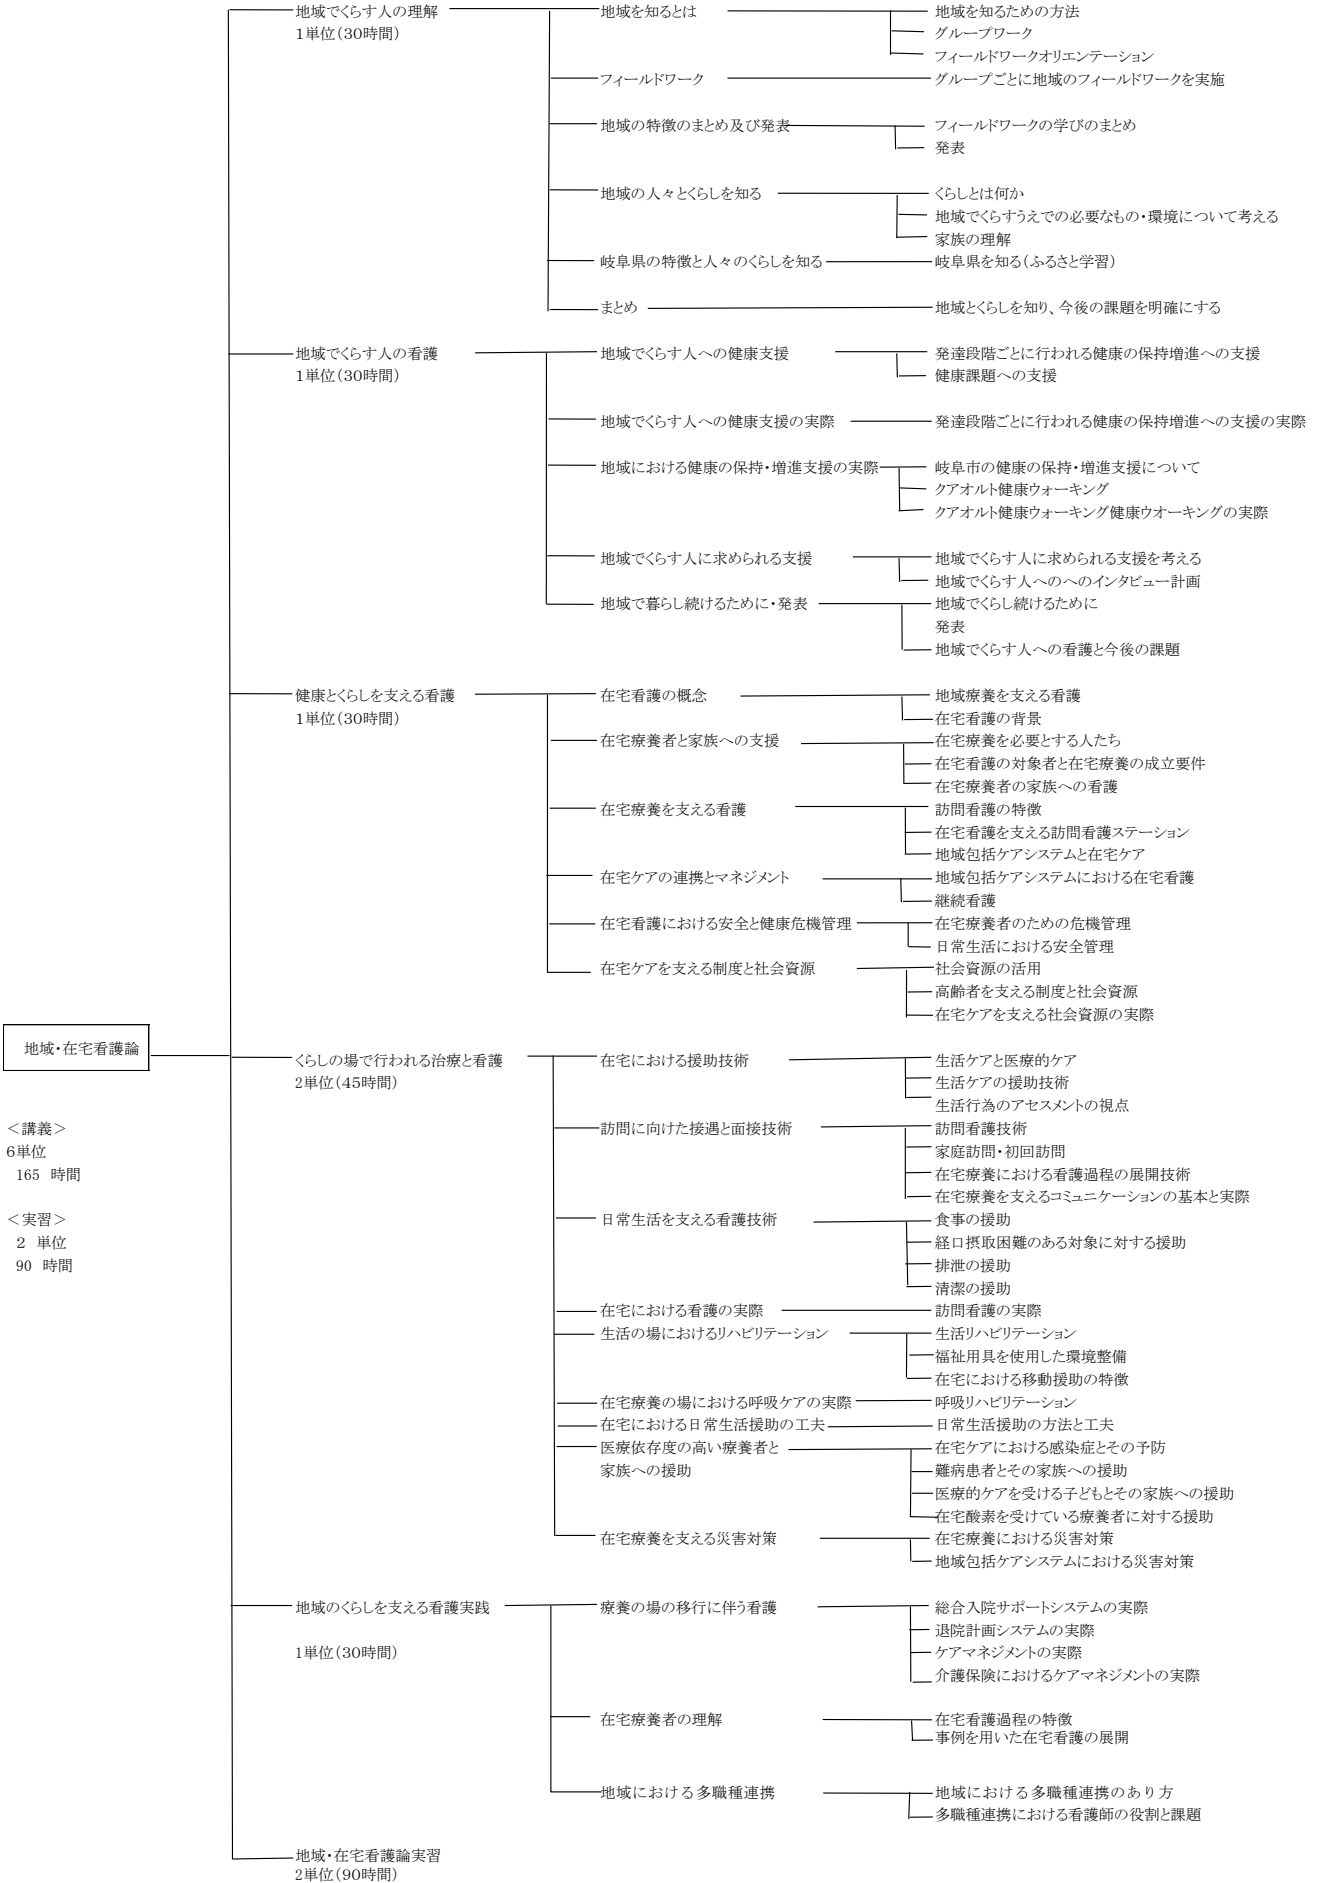 地域でくらす人の理解
1単位(30時間)
地域を知るとは
地域を知るための方法
グループワーク
フィールドワークオリエンテーション
フィールドワーク
グループごとに地域のフィールドワークを実施
地域の特徴のまとめ及び発表
フィールドワークの学びのまとめ
発表
地域の人々とくらしを知る
くらしとは何か
地域でくらすうえでの必要なもの・環境について考える
家族の理解
岐阜県の特徴と人々のくらしを知る
岐阜県を知る(ふるさと学習)
まとめ
地域とくらしを知り、今後の課題を明確にする
地域でくらす人の看護
1単位(30時間)
地域でくらす人への健康支援
発達段階ごとに行われる健康の保持増進への支援
健康課題への支援
地域でくらす人への健康支援の実際
発達段階ごとに行われる健康の保持増進への支援の実際
地域における健康の保持・増進支援の実際
岐阜市の健康の保持・増進支援について
クアオルト健康ウォーキング
クアオルト健康ウォーキング健康ウオーキングの実際
地域でくらす人に求められる支援
地域でくらす人に求められる支援を考える
地域でくらす人へのへのインタビュー計画
地域で暮らし続けるために・発表
地域でくらし続けるために
発表
地域でくらす人への看護と今後の課題
健康とくらしを支える看護
1単位(30時間)
在宅看護の概念
地域療養を支える看護
在宅看護の背景
在宅療養者と家族への支援
在宅療養を必要とする人たち
在宅看護の対象者と在宅療養の成立要件
在宅療養者の家族への看護
在宅療養を支える看護
訪問看護の特徴
在宅看護を支える訪問看護ステーション
地域包括ケアシステムと在宅ケア
在宅ケアの連携とマネジメント
地域包括ケアシステムにおける在宅看護
継続看護
在宅看護における安全と健康危機管理
在宅療養者のための危機管理
日常生活における安全管理
在宅ケアを支える制度と社会資源
社会資源の活用
高齢者を支える制度と社会資源
在宅ケアを支える社会資源の実際
地域・在宅看護論
<講義>
6単位
165 時間
<実習>
2 単位
90 時間
くらしの場で行われる治療と看護
2単位(45時間)
在宅における援助技術
生活ケアと医療的ケア
生活ケアの援助技術
生活行為のアセスメントの視点
訪問に向けた接遇と面接技術
訪問看護技術
家庭訪問・初回訪問
在宅療養における看護過程の展開技術
在宅療養を支えるコミュニケーションの基本と実際
日常生活を支える看護技術
食事の援助
経口摂取困難のある対象に対する援助
排泄の援助
清潔の援助
在宅における看護の実際
訪問看護の実際
生活の場におけるリハビリテーション
生活リハビリテーション
福祉用具を使用した環境整備
在宅における移動援助の特徴
在宅療養の場における呼吸ケアの実際
呼吸リハビリテーション
在宅における日常生活援助の工夫
日常生活援助の方法と工夫
医療依存度の高い療養者と
家族への援助
在宅ケアにおける感染症とその予防
難病患者とその家族への援助
医療的ケアを受ける子どもとその家族への援助
在宅酸素を受けている療養者に対する援助
在宅療養を支える災害対策
在宅療養における災害対策
地域包括ケアシステムにおける災害対策
地域のくらしを支える看護実践
1単位(30時間)
療養の場の移行に伴う看護
総合入院サポートシステムの実際
退院計画システムの実際
ケアマネジメントの実際
介護保険におけるケアマネジメントの実際
在宅療養者の理解
在宅看護過程の特徴
事例を用いた在宅看護の展開
地域における多職種連携
地域における多職種連携のあり方
多職種連携における看護師の役割と課題
地域・在宅看護論実習
2単位(90時間)